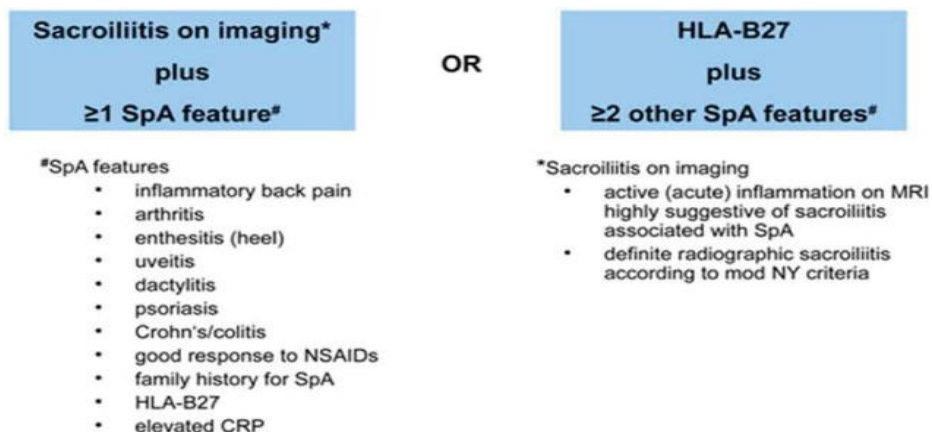 Sacroiliitis on imaging*
plus
≥1 SpA feature#
OR
HLA-B27
plus
≥2 other SpA features#
#SpA features
• inflammatory back pain
• arthritis
• enthesitis (heel)
• uveitis
• dactylitis
• psoriasis
• Crohn's/colitis
• good response to NSAIDs
• family history for SpA
• HLA-B27
• elevated CRP
*Sacroiliitis on imaging
• active (acute) inflammation on MRI
highly suggestive of sacroiliitis
associated with SpA
• definite radiographic sacroiliitis
according to mod NY criteria